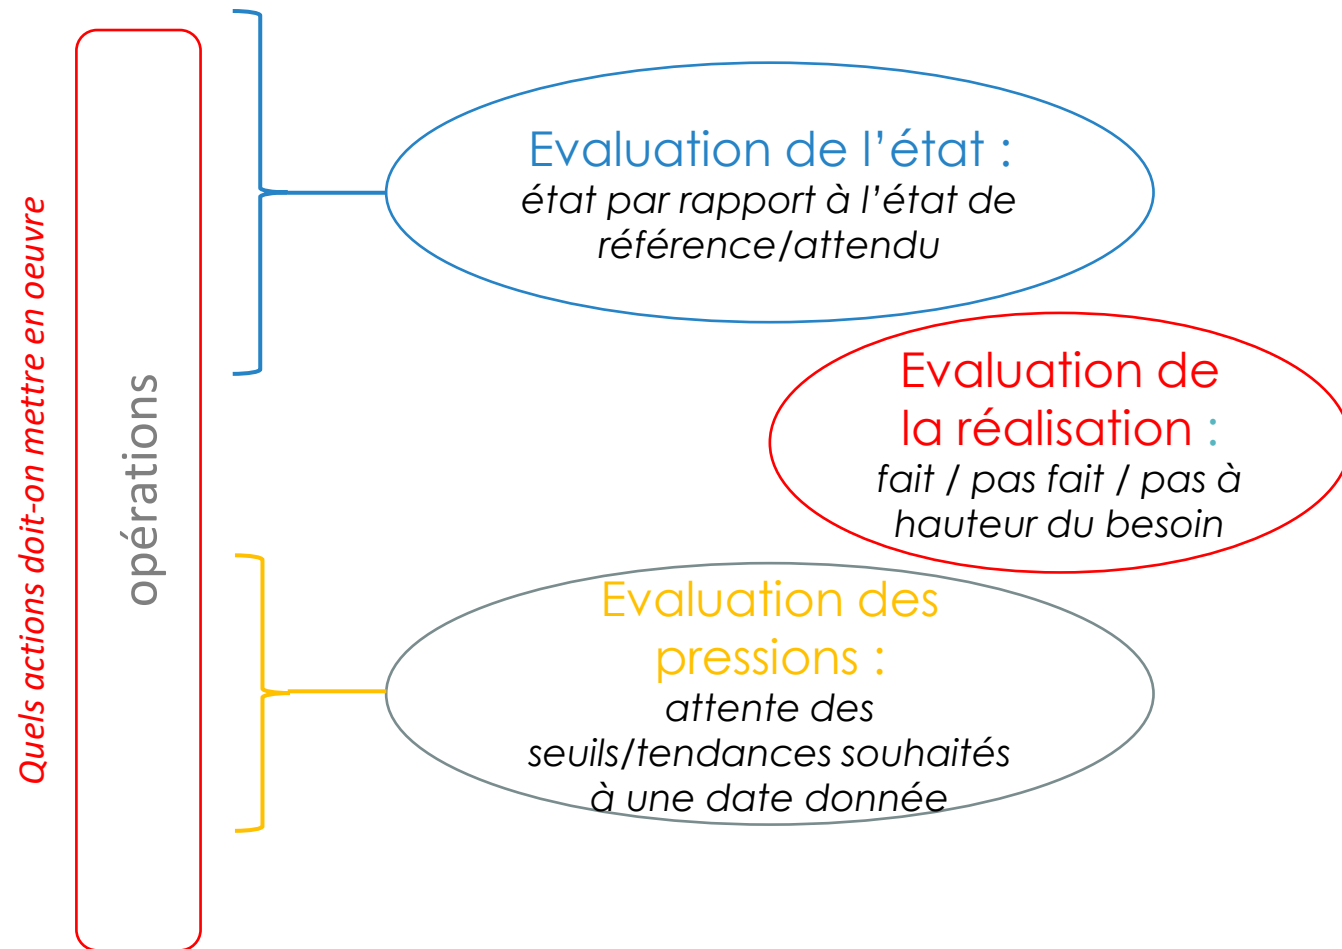 Quels actions doit-on mettre en oeuvre
opérations
Evaluation de l’état :
état par rapport à l’état de
référence/attendu
Evaluation de
la réalisation :
fait / pas fait / pas à
hauteur du besoin
Evaluation des
pressions :
attente des
seuils/tendances souhaités
à une date donnée